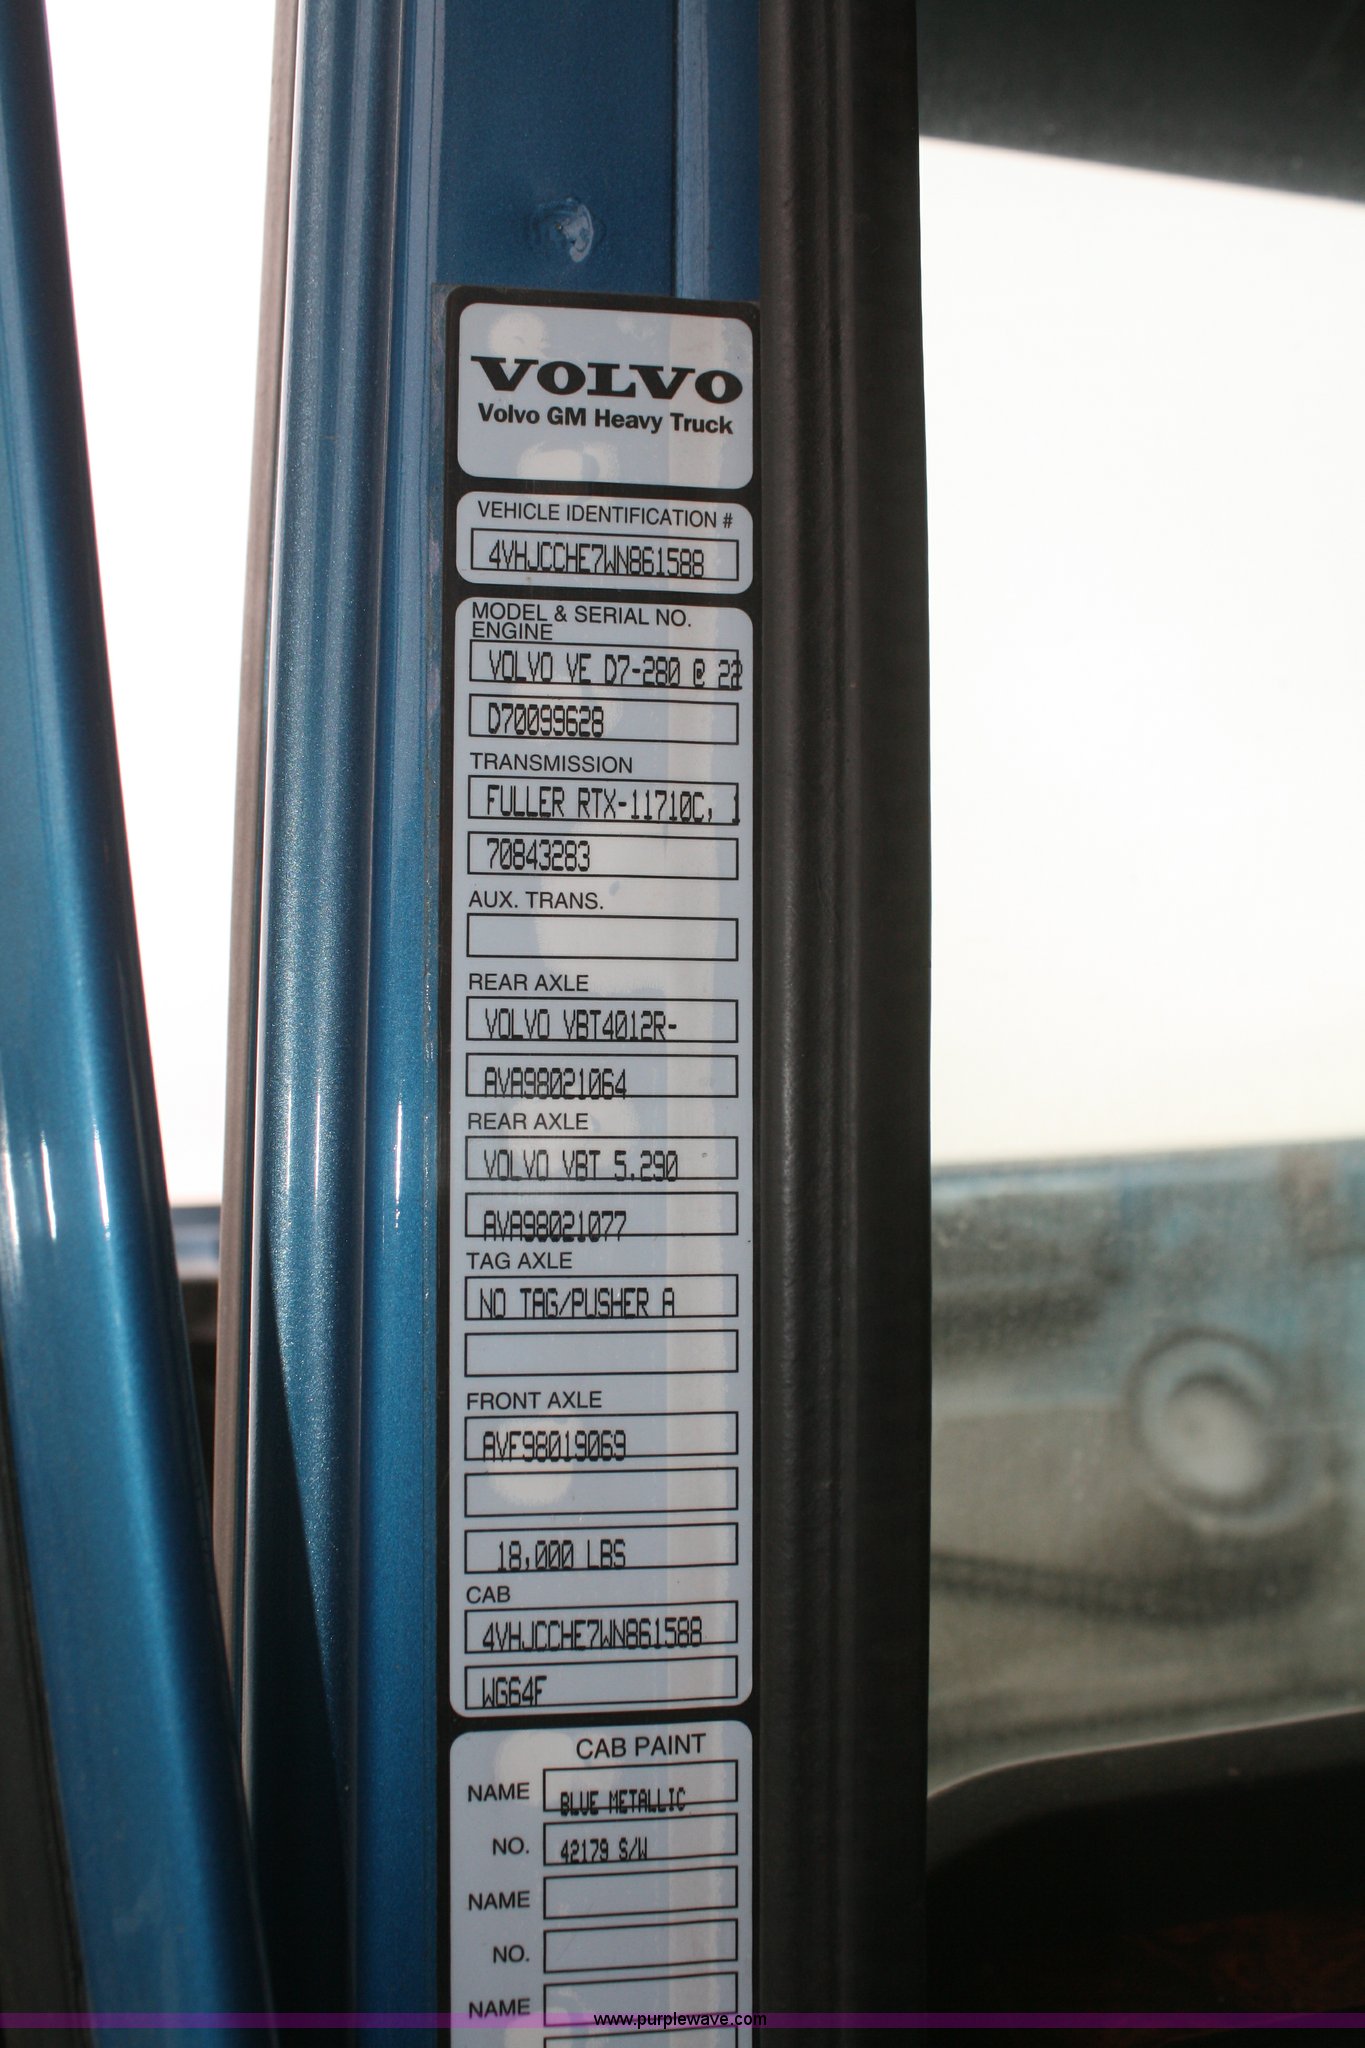 VOLVO
Volvo GM Heavy Truck
VEHICLE IDENTIFICATION #
4VHJCCHE7WN861588
MODEL & SERIAL NO.
ENGINE
VOLVO VE D7-280 @ 22
D70099628
TRANSMISSION
FULLER RTX-11710C, 1
70843283
AUX. TRANS.
REAR AXLE
VOLVO VBT4012R-
AVA98021064
REAR AXLE
VOLVO VBT 5.290
AVA98021077
TAG AXLE
NO TAG/PUSHER A
FRONT AXLE
AVF98019069
18,000 LBS
CAB
4VHJCCHE7WN861588
WG64F
CAB PAINT
NAME BLUE METALLIC
NO. 42179 S/W
NAME
NO.
NAME
www.purplewave.com